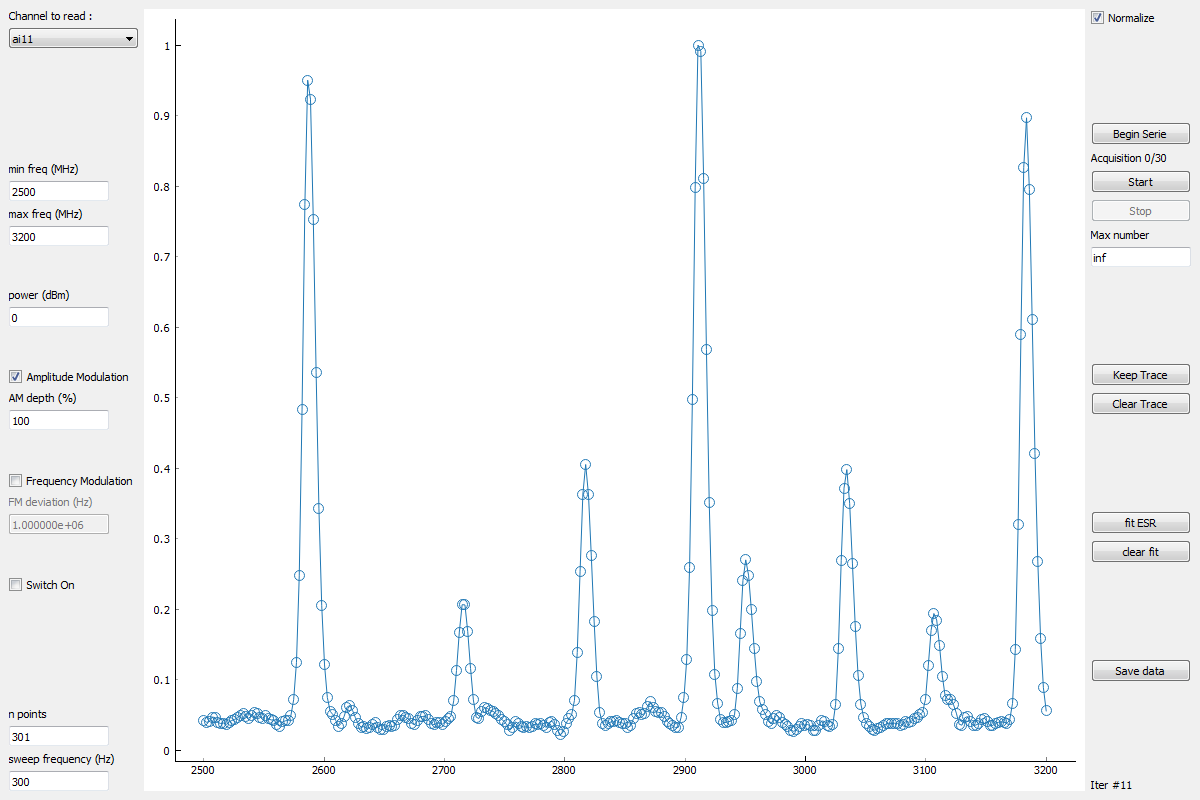 Channel to read :
ai11
min freq (MHz)
2500
max freq (MHz)
3200
power (dBm)
0
Amplitude Modulation
AM depth (%)
100
Frequency Modulation
FM deviation (Hz)
1.000000e+06
Switch On
n points
301
sweep frequency (Hz)
300
1
0.9
0.8
0.7
0.6
0.5
0.4
0.3
0.2
0.1
0
2500 2600 2700 2800 2900 3000 3100 3200
Normalize
Begin Serie
Acquisition 0/30
Start
Stop
Max number
inf
Keep Trace
Clear Trace
fit ESR
clear fit
Save data
Iter #11